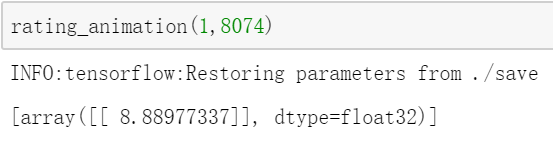 rating_animation(1,8074)
INFO:tensorflow:Restoring parameters from ./save
[array([[ 8.88977337]], dtype=float32)]